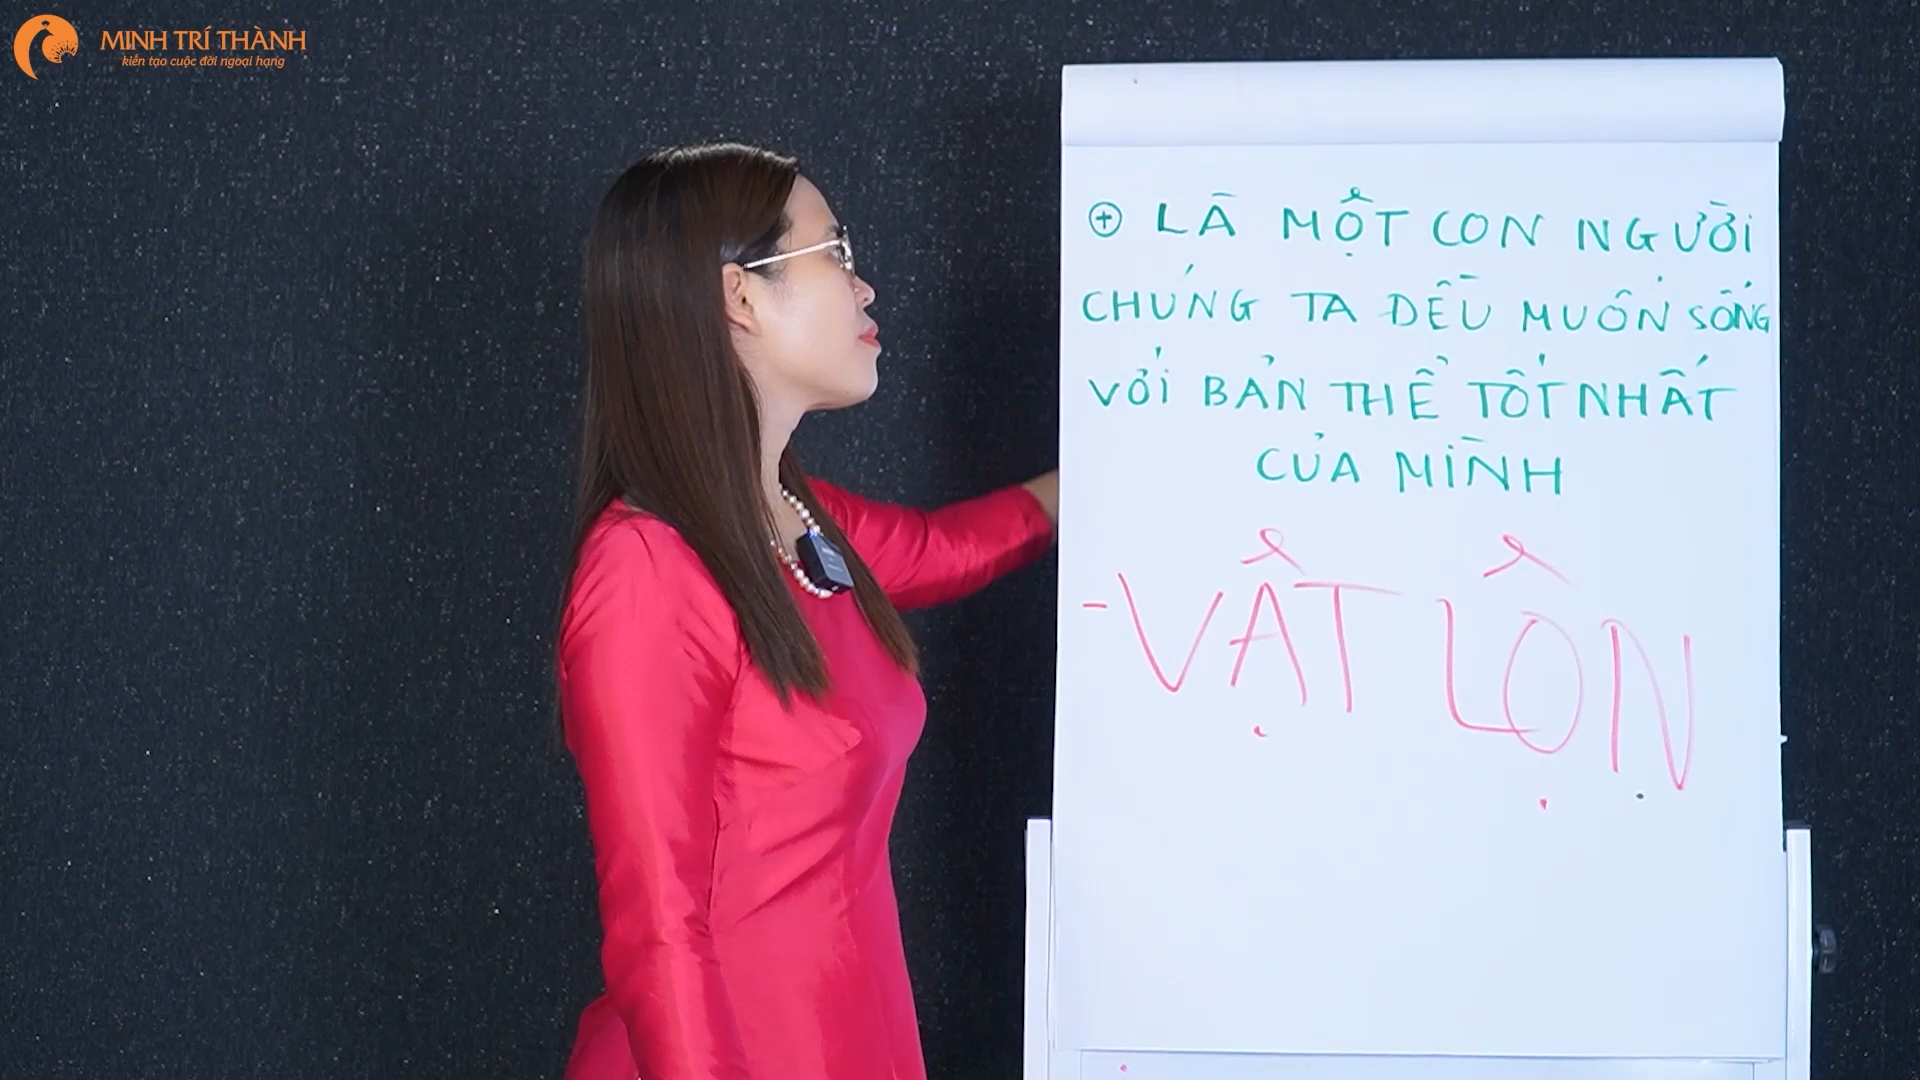 MINH TRÍ THÀNH
kiến tạo cuộc đời ngoại hạng
⊕ LÀ MỘT CON NGƯỜI
CHÚNG TA ĐỀU MUỐN SỐNG
VỚI BẢN THỂ TỐT NHẤT
CỦA MÌNH
- VẬT LỘN